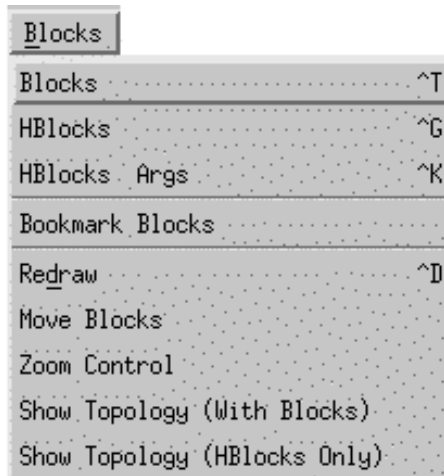 Blocks
Blocks ^T
HBlocks ^G
HBlocks Args ^K
Bookmark Blocks
Redraw ^D
Move Blocks
Zoom Control
Show Topology (With Blocks)
Show Topology (HBlocks Only)